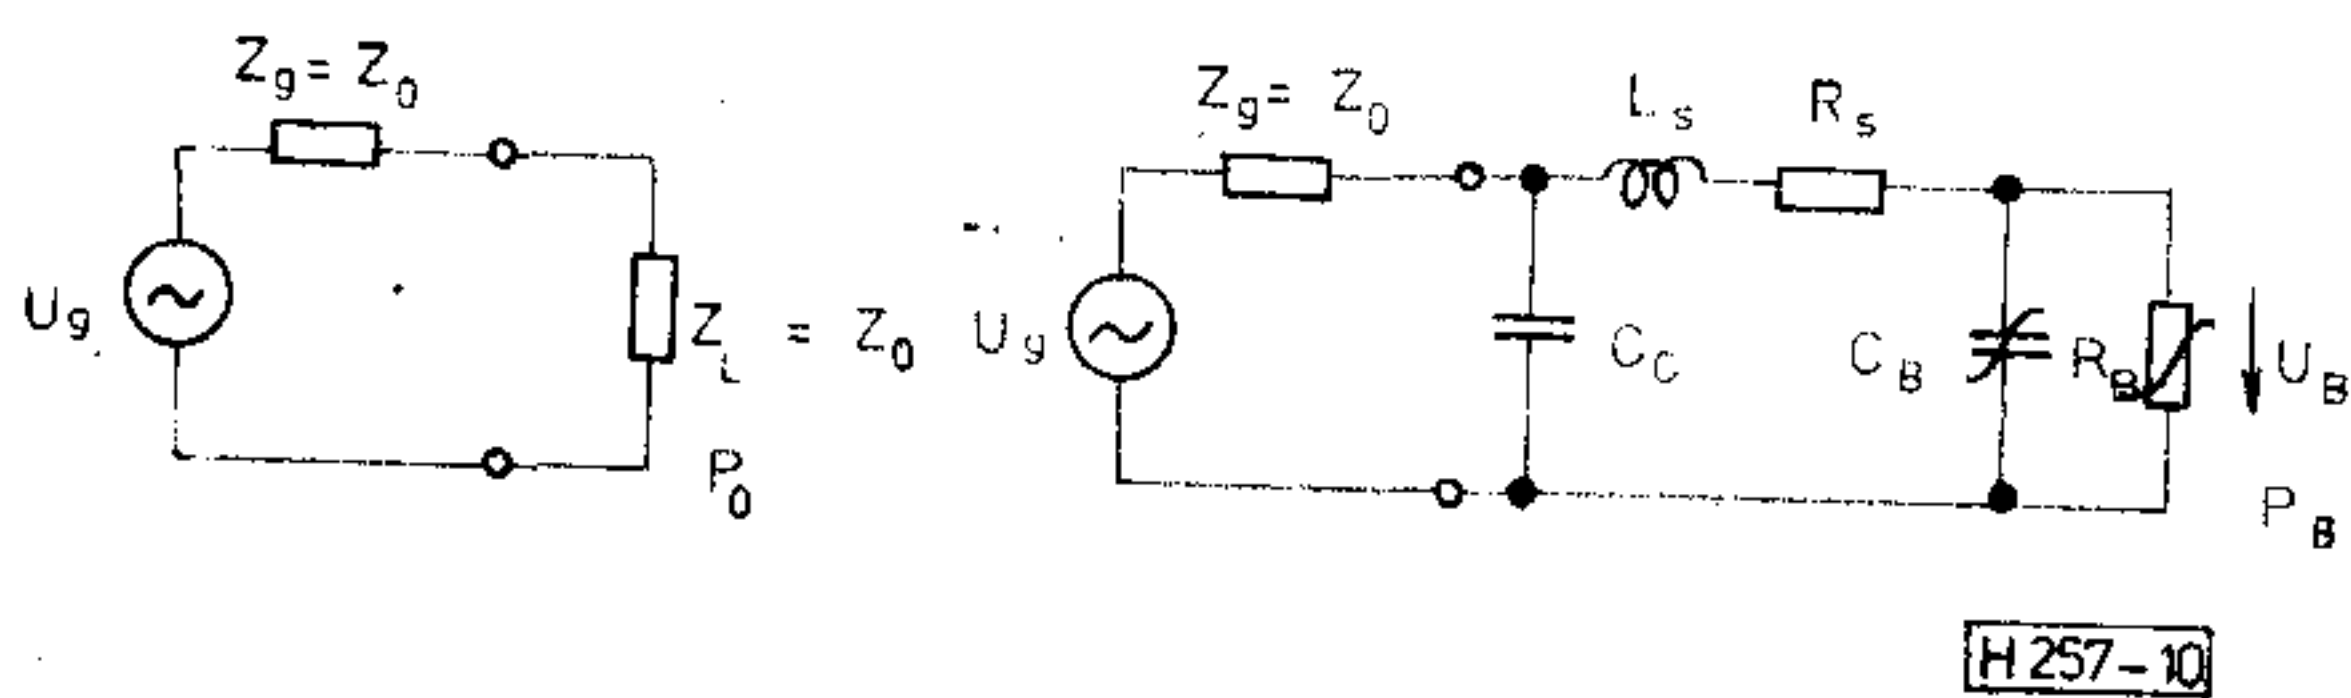 Zg = Z0
Ug
ZL = Z0
P0
Zg = Z0
Ls
Rs
Ug
CC
CB
RB
UB
PB
H 257-10